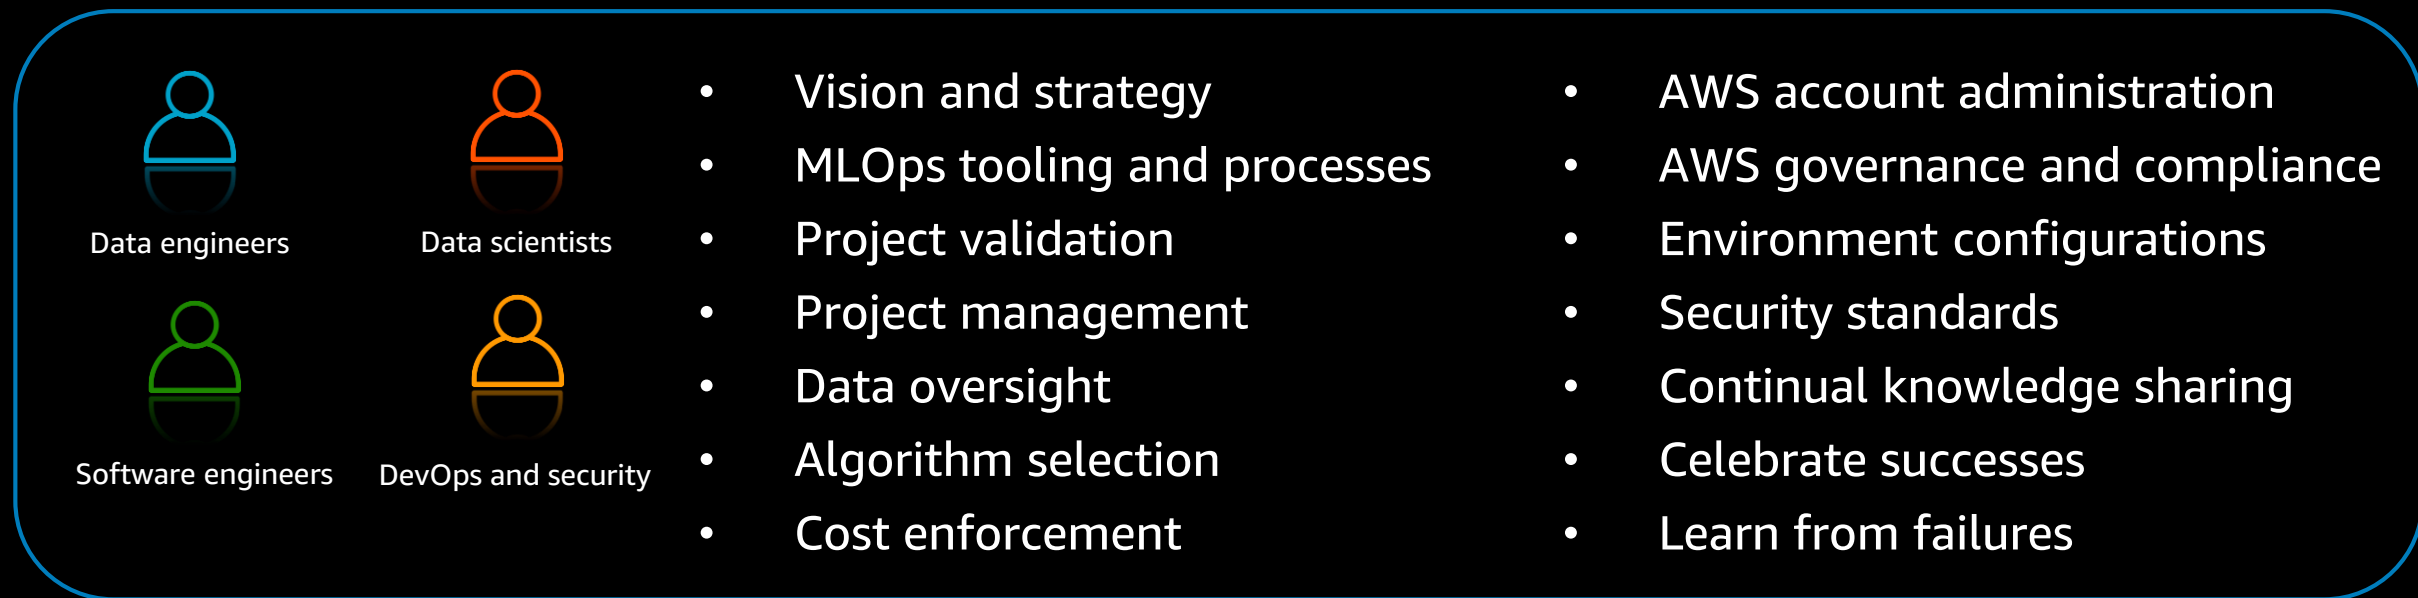 Data engineers
Data scientists
Software engineers
DevOps and security
• Vision and strategy
• MLOps tooling and processes
• Project validation
• Project management
• Data oversight
• Algorithm selection
• Cost enforcement
• AWS account administration
• AWS governance and compliance
• Environment configurations
• Security standards
• Continual knowledge sharing
• Celebrate successes
• Learn from failures